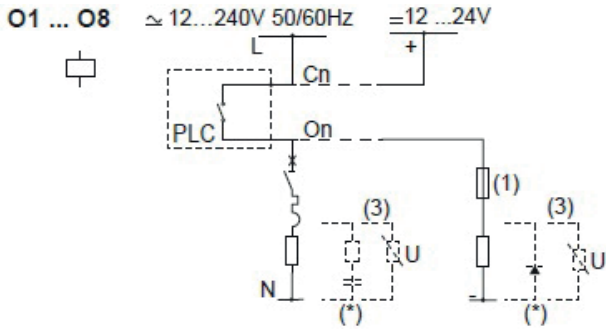 O1 ... O8 ≃ 12...240V 50/60Hz =12 ...24V
L +
Cn
PLC On
(1)
(3) (3)
U U
N -
(*) (*)